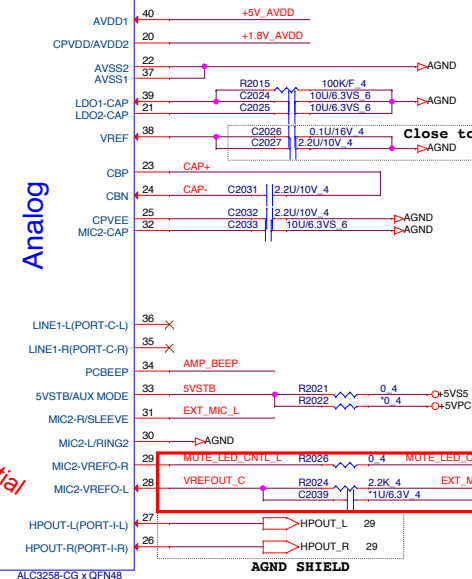 AVDD1 40 +5V_AVDD
CPVDD/AVDD2 20 +1.8V_AVDD
AVSS2 22 AGND
AVSS1 37
R2015 100K/F_4
LDO1-CAP 39 C2024 10U/6.3VS_6 AGND
LDO2-CAP 21 C2025 10U/6.3VS_6
VREF 38 C2026 0.1U/16V_4 Close to
C2027 2.2U/10V_4 AGND
CBP 23 CAP+
CBN 24 CAP- C2031 2.2U/10V_4
CPVEE 25 C2032 2.2U/10V_4 AGND
MIC2-CAP 32 C2033 10U/6.3VS_6 AGND
Analog
LINE1-L(PORT-C-L) 36
LINE1-R(PORT-C-R) 35
PCBEEP 34 AMP_BEEP
5VSTB/AUX MODE 33 5VSTB R2021 0_4 +5VS5
R2022 *0_4 +5VPC
MIC2-R/SLEEVE 31 EXT_MIC_L
MIC2-L/RING2 30 AGND
MIC2-VREFO-R 29 MUTE_LED_CNTL_L R2026 0_4 MUTE_LED_C
MIC2-VREFO-L 28 VREFOUT_C R2024 2.2K_4 EXT_M
C2039 *1U/6.3V_4
tial
HPOUT-L(PORT-I-L) 27 HPOUT_L 29
HPOUT-R(PORT-I-R) 26 HPOUT_R 29
AGND SHIELD
ALC3258-CG x QFN48